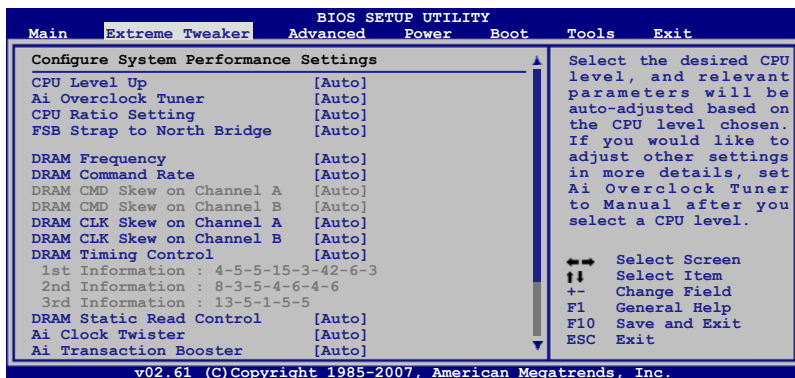 BIOS SETUP UTILITY
Main Extreme Tweaker Advanced Power Boot Tools Exit
Configure System Performance Settings
CPU Level Up [Auto]
Ai Overclock Tuner [Auto]
CPU Ratio Setting [Auto]
FSB Strap to North Bridge [Auto]
DRAM Frequency [Auto]
DRAM Command Rate [Auto]
DRAM CMD Skew on Channel A [Auto]
DRAM CMD Skew on Channel B [Auto]
DRAM CLK Skew on Channel A [Auto]
DRAM CLK Skew on Channel B [Auto]
DRAM Timing Control [Auto]
1st Information : 4-5-5-15-3-42-6-3
2nd Information : 8-3-5-4-6-4-6
3rd Information : 13-5-1-5-5
DRAM Static Read Control [Auto]
Ai Clock Twister [Auto]
Ai Transaction Booster [Auto]
Select the desired CPU
level, and relevant
parameters will be
auto-adjusted based on
the CPU level chosen.
If you would like to
adjust other settings
in more details, set
Ai Overclock Tuner
to Manual after you
select a CPU level.
←→ Select Screen
↑↓ Select Item
+- Change Field
F1 General Help
F10 Save and Exit
ESC Exit
v02.61 (C)Copyright 1985-2007, American Megatrends, Inc.